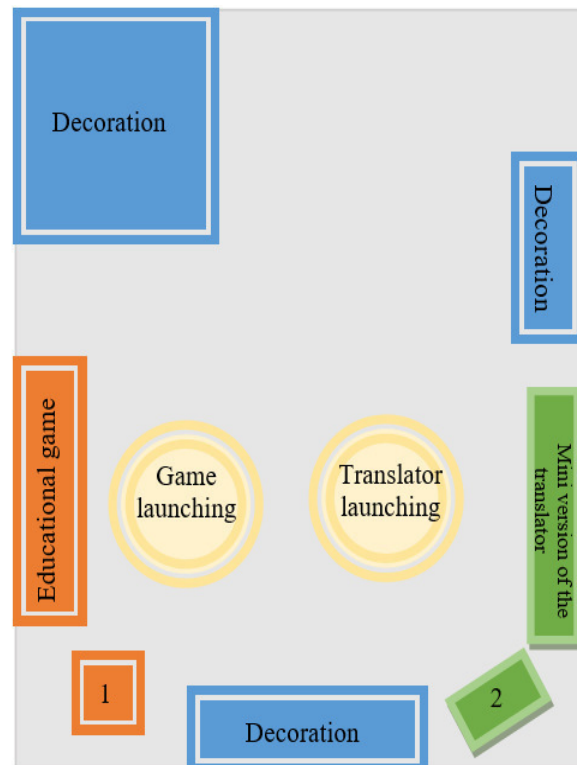 Decoration
Decoration
Educational game
Game
launching
Translator
launching
Mini version of the
translator
1
2
Decoration